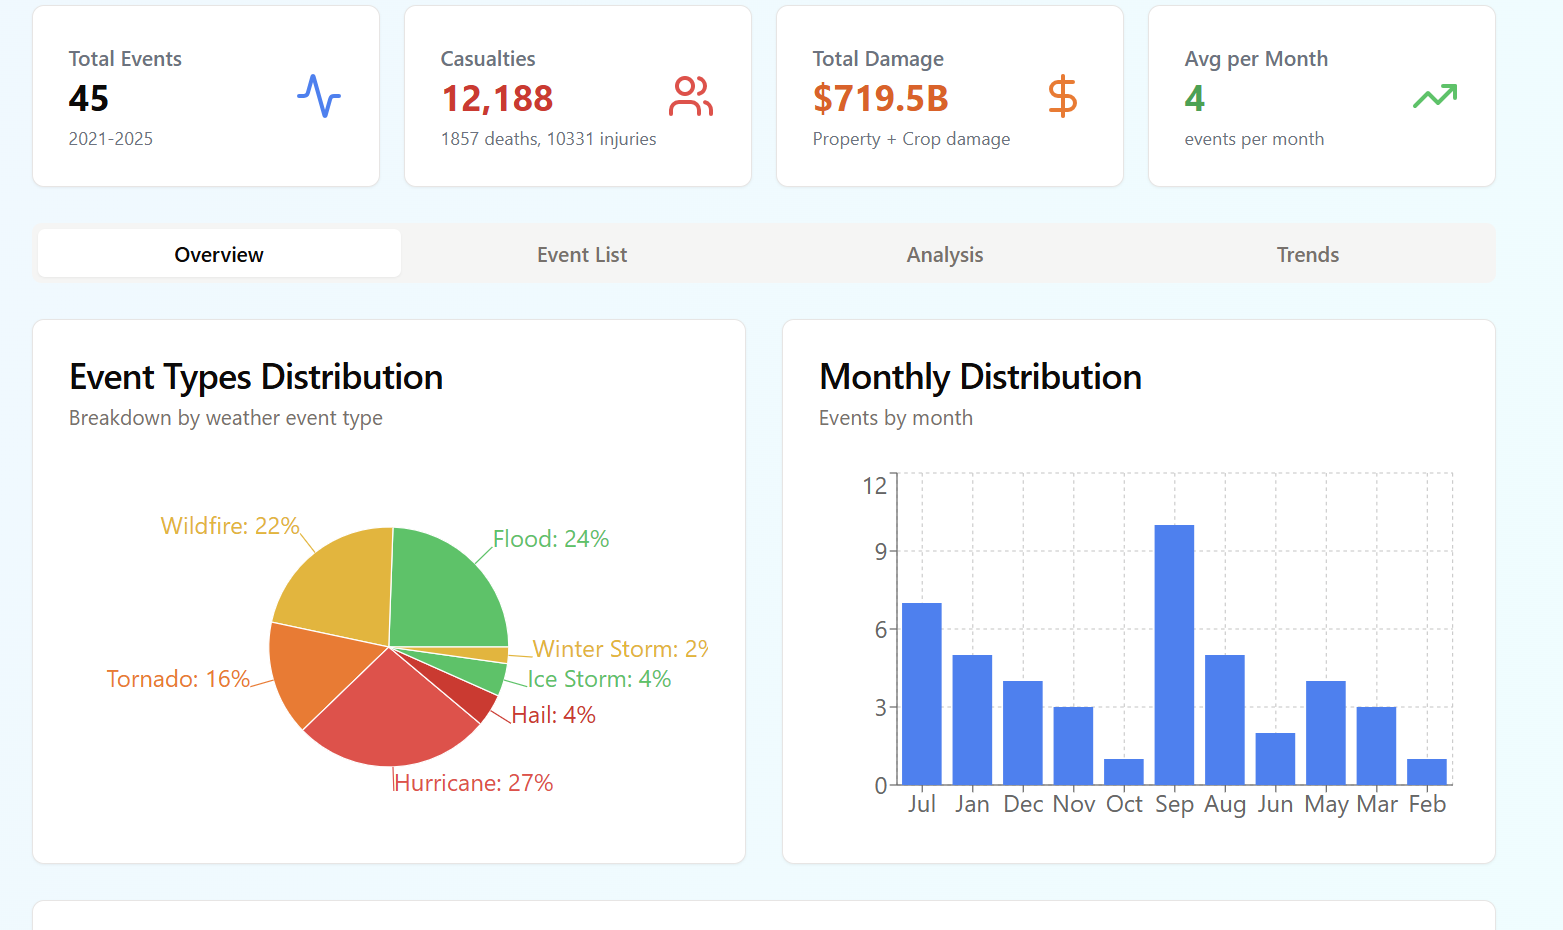 Total Events
45
2021-2025
Casualties
12,188
1857 deaths, 10331 injuries
Total Damage
$719.5B
Property + Crop damage
Avg per Month
4
events per month
Overview
Event List
Analysis
Trends
Event Types Distribution
Breakdown by weather event type
Wildfire: 22%
Flood: 24%
Winter Storm: 2%
Tornado: 16%
Ice Storm: 4%
Hail: 4%
Hurricane: 27%
Monthly Distribution
Events by month
12
9
6
3
0
Jul Jan Dec Nov Oct Sep Aug Jun May Mar Feb